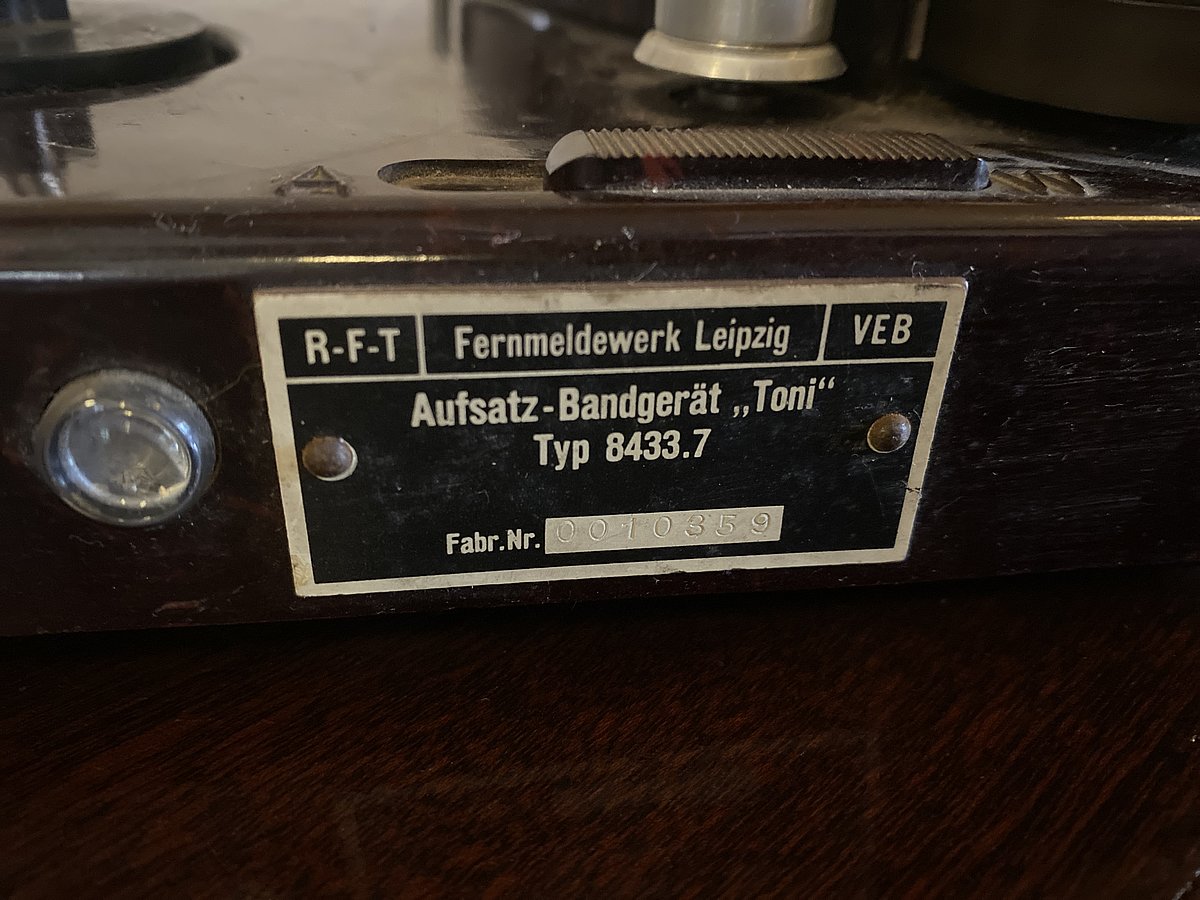 R-F-T Fernmeldewerk Leipzig VEB
Aufsatz-Bandgerät „Toni“
Typ 8433.7
Fabr.Nr. 0010359